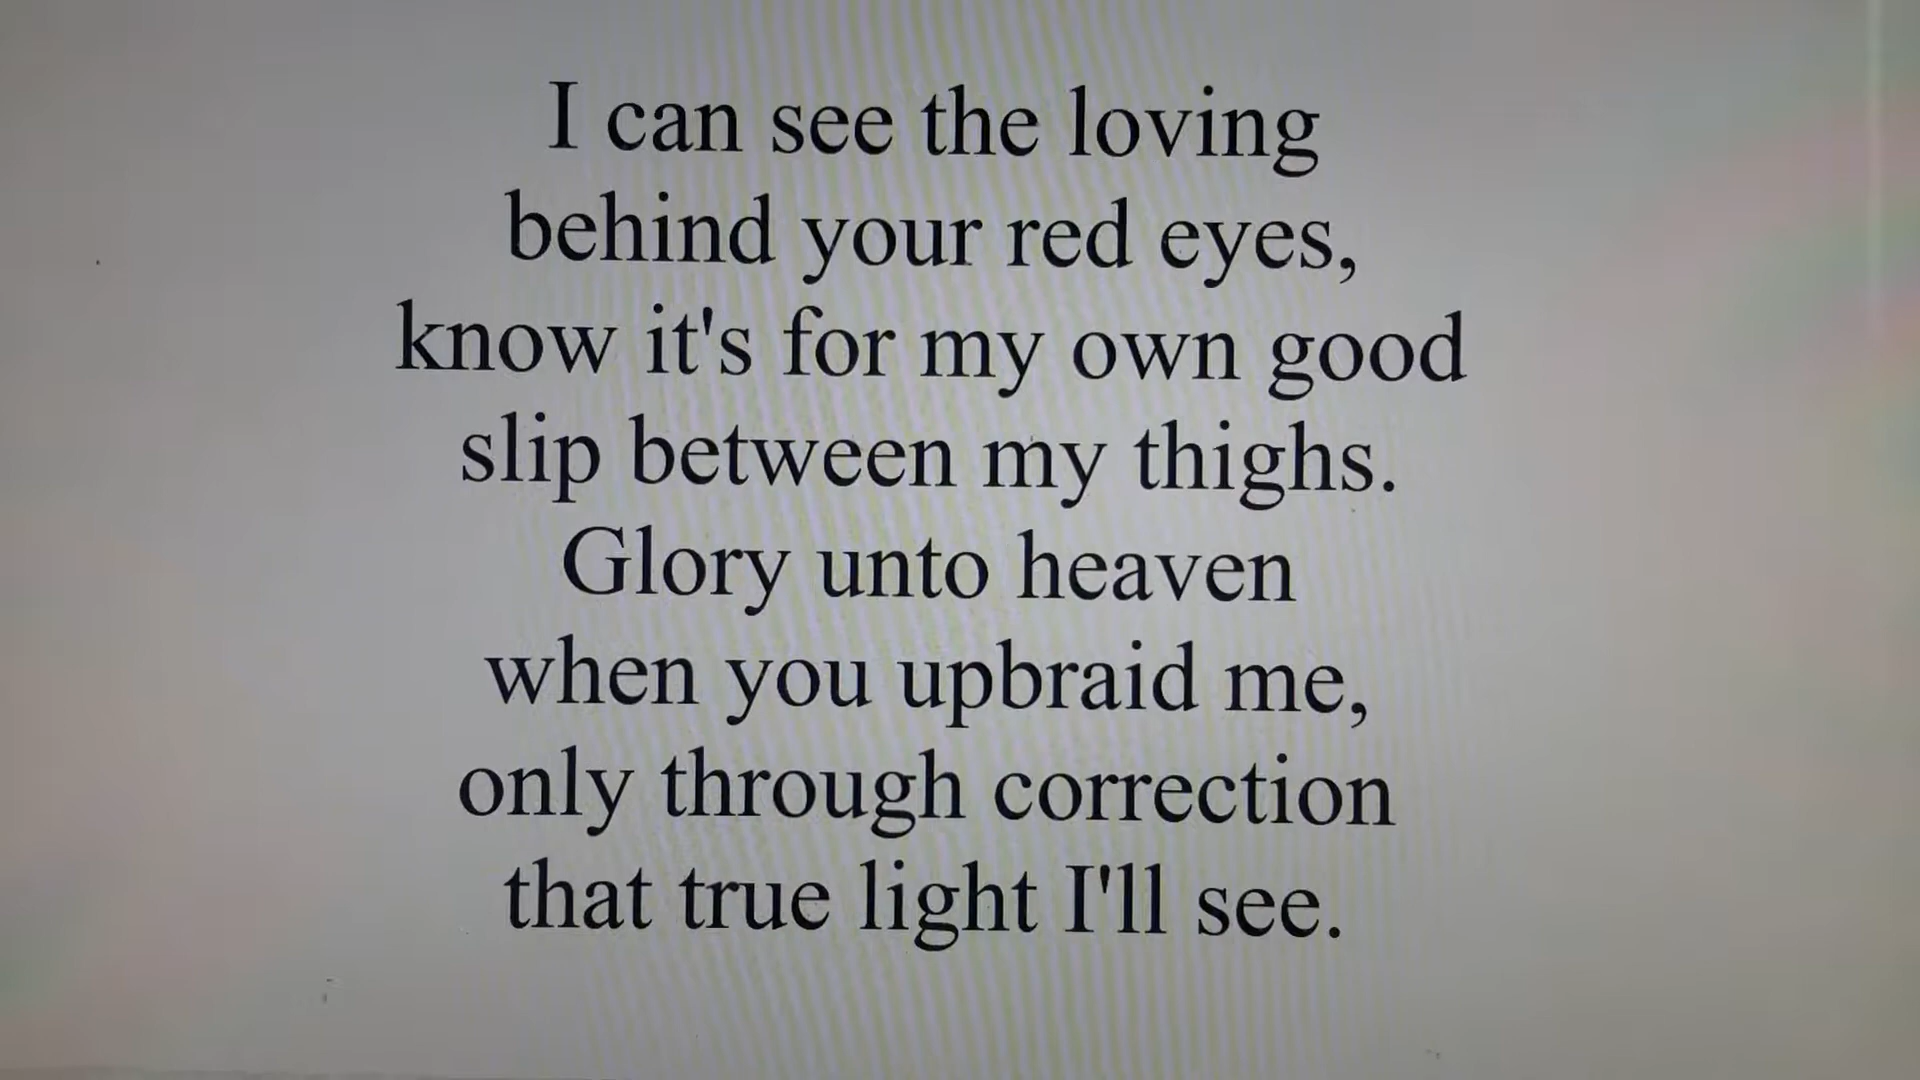 I can see the loving
behind your red eyes,
know it's for my own good
slip between my thighs.
Glory unto heaven
when you upbraid me,
only through correction
that true light I'll see.